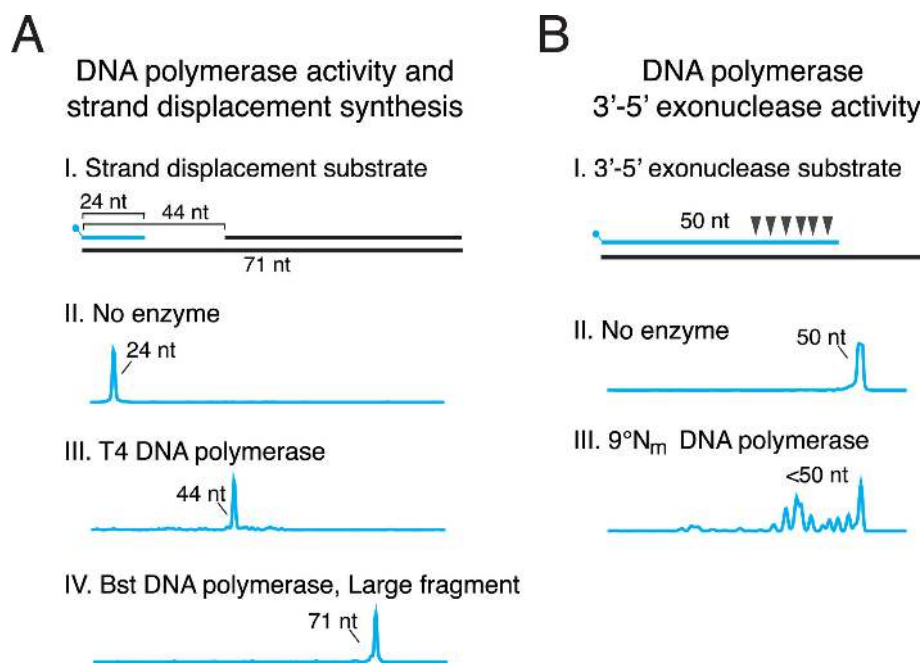 A
DNA polymerase activity and
strand displacement synthesis
I. Strand displacement substrate
24 nt
44 nt
71 nt
II. No enzyme
24 nt
III. T4 DNA polymerase
44 nt
IV. Bst DNA polymerase, Large fragment
71 nt
B
DNA polymerase
3'-5' exonuclease activity
I. 3'-5' exonuclease substrate
50 nt
II. No enzyme
50 nt
III. 9°Nm DNA polymerase
<50 nt